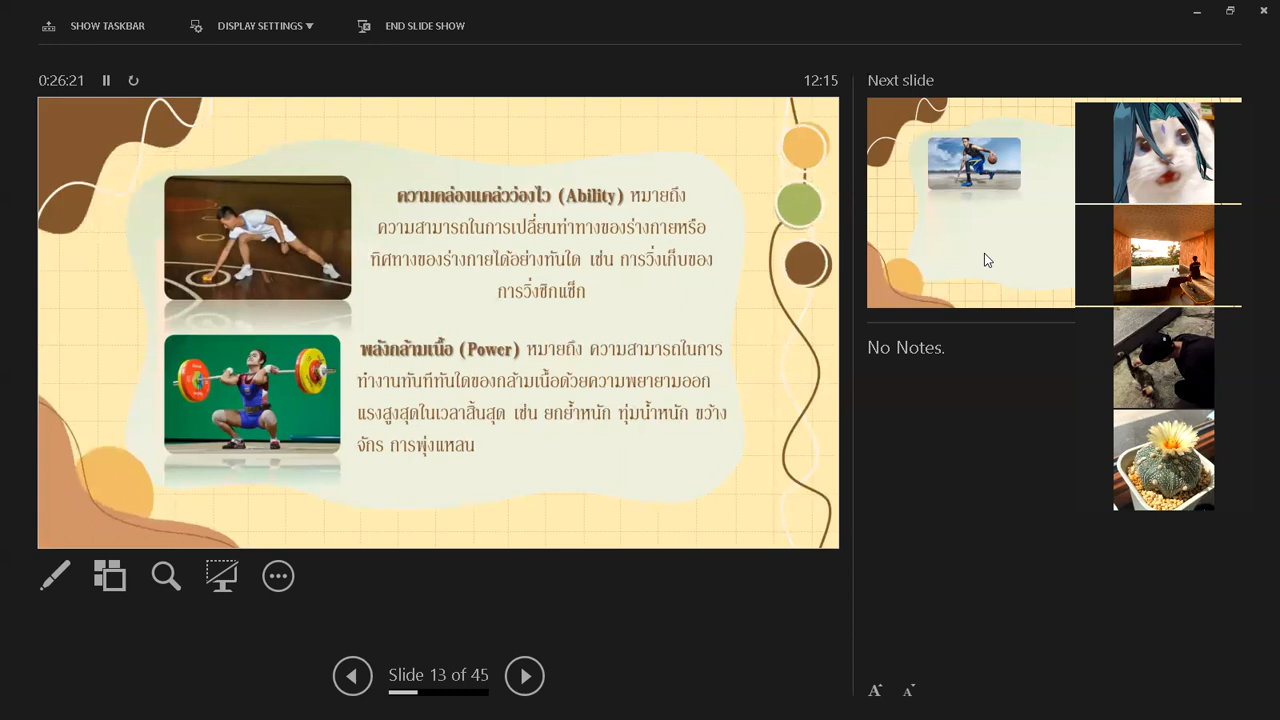 SHOW TASKBAR
DISPLAY SETTINGS
END SLIDE SHOW
0:26:21
12:15
Next slide
ความคล่องแคล่วว่องไว (Ability) หมายถึง
ความสามารถในการเปลี่ยนท่าทางของร่างกายหรือ
ทิศทางของร่างกายได้อย่างทันใด เช่น การวิ่งเก็บของ
การวิ่งซิกแซ็ก
พลังกล้ามเนื้อ (Power) หมายถึง ความสามารถในการ
ทำงานทันทีทันใดของกล้ามเนื้อด้วยความพยายามออก
แรงสูงสุดในเวลาสิ้นสุด เช่น ยกย้ำหนัก ทุ่มน้ำหนัก ขว้าง
จักร การพุ่งแหลน
No Notes.
Slide 13 of 45
A A